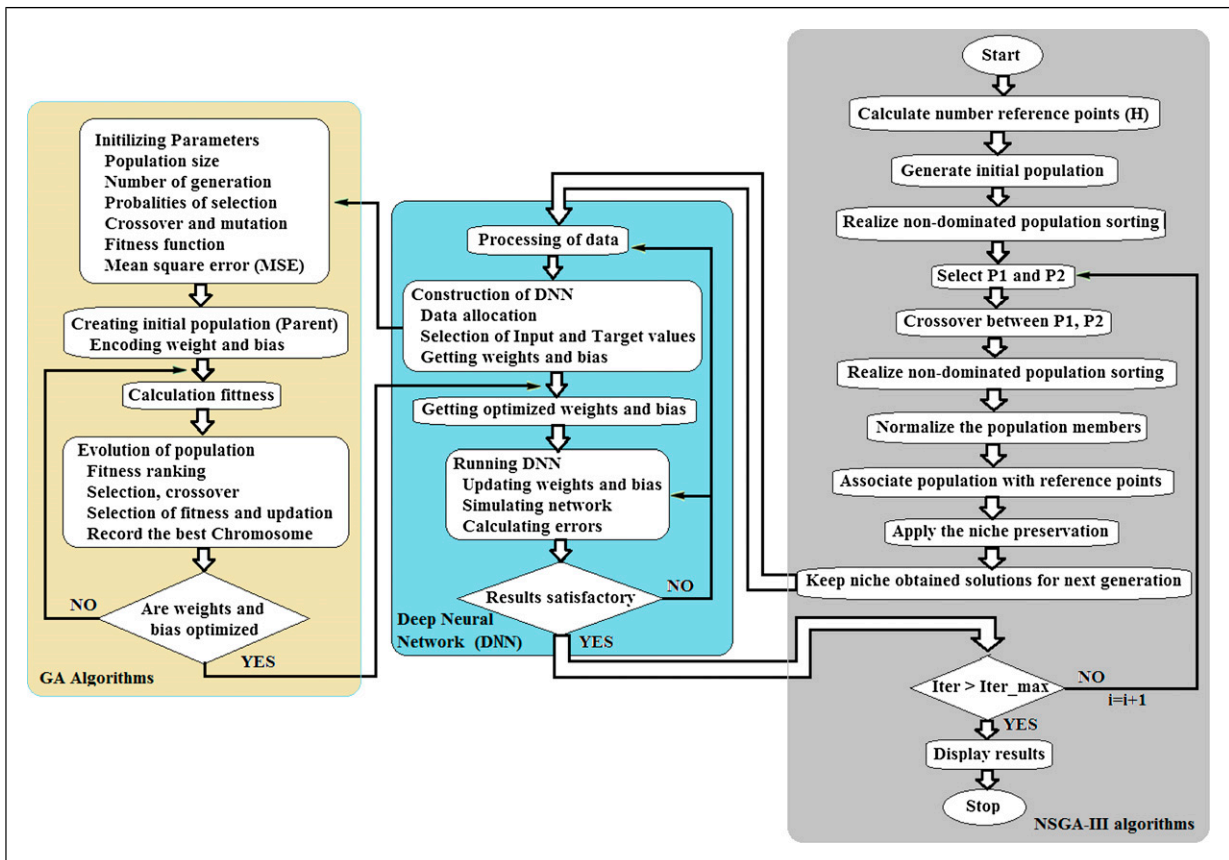 Initilizing Parameters
Population size
Number of generation
Probalities of selection
Crossover and mutation
Fitness function
Mean square error (MSE)
Creating initial population (Parent)
Encoding weight and bias
Calculation fittness
Evolution of population
Fitness ranking
Selection, crossover
Selection of fitness and updation
Record the best Chromosome
NO
Are weights and
bias optimized
YES
GA Algorithms
Processing of data
Construction of DNN
Data allocation
Selection of Input and Target values
Getting weights and bias
Getting optimized weights and bias
Running DNN
Updating weights and bias
Simulating network
Calculating errors
Results satisfactory
NO
YES
Deep Neural
Network (DNN)
Start
Calculate number reference points (H)
Generate initial population
Realize non-dominated population sorting
Select P1 and P2
Crossover between P1, P2
Realize non-dominated population sorting
Normalize the population members
Associate population with reference points
Apply the niche preservation
Keep niche obtained solutions for next generation
Iter > Iter_max
NO
i=i+1
YES
Display results
Stop
NSGA-III algorithms